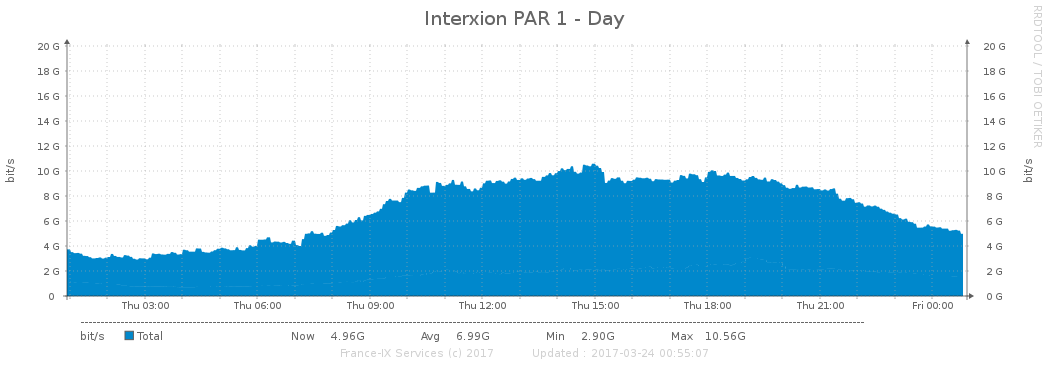 Interxion PAR 1 - Day
RRDTOOL / TOBI OETIKER
bit/s
20 G 20 G
18 G 18 G
16 G 16 G
14 G 14 G
12 G 12 G
10 G 10 G
8 G 8 G
6 G 6 G
4 G 4 G
2 G 2 G
0 0 G
bit/s
Thu 03:00 Thu 06:00 Thu 09:00 Thu 12:00 Thu 15:00 Thu 18:00 Thu 21:00 Fri 00:00
bit/s Total Now 4.96G Avg 6.99G Min 2.90G Max 10.56G
France-IX Services (c) 2017 Updated : 2017-03-24 00:55:07